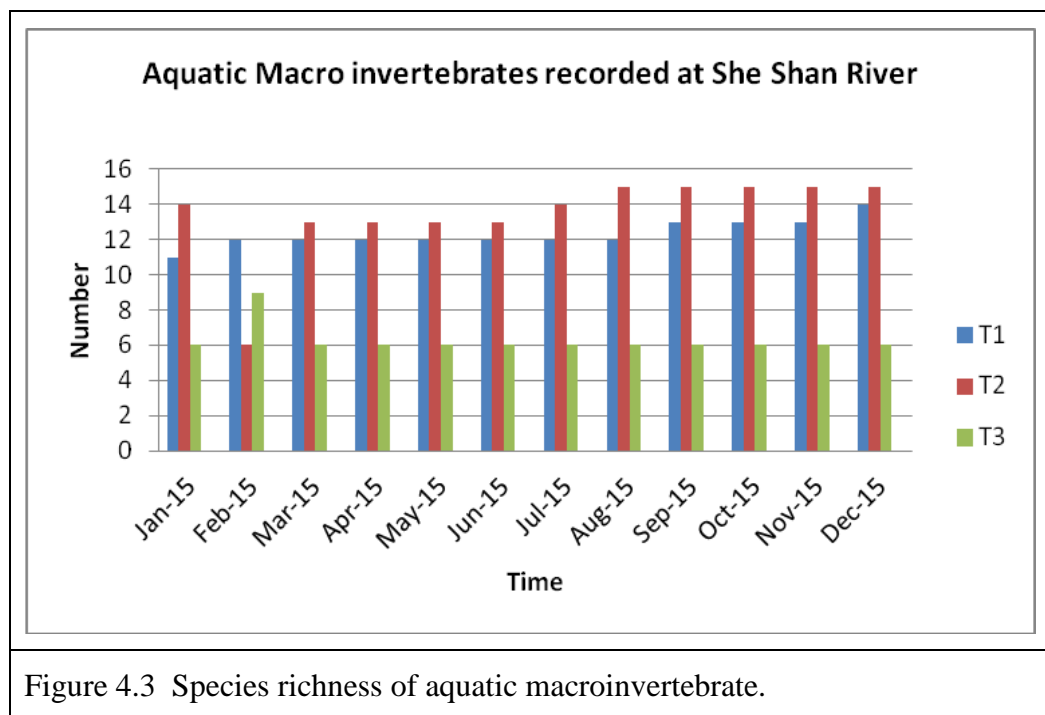 Aquatic Macro invertebrates recorded at She Shan River
16
14
12
10
8
6
4
2
0
Number
Jan-15
Feb-15
Mar-15
Apr-15
May-15
Jun-15
Jul-15
Aug-15
Sep-15
Oct-15
Nov-15
Dec-15
Time
T1
T2
T3
Figure 4.3 Species richness of aquatic macroinvertebrate.